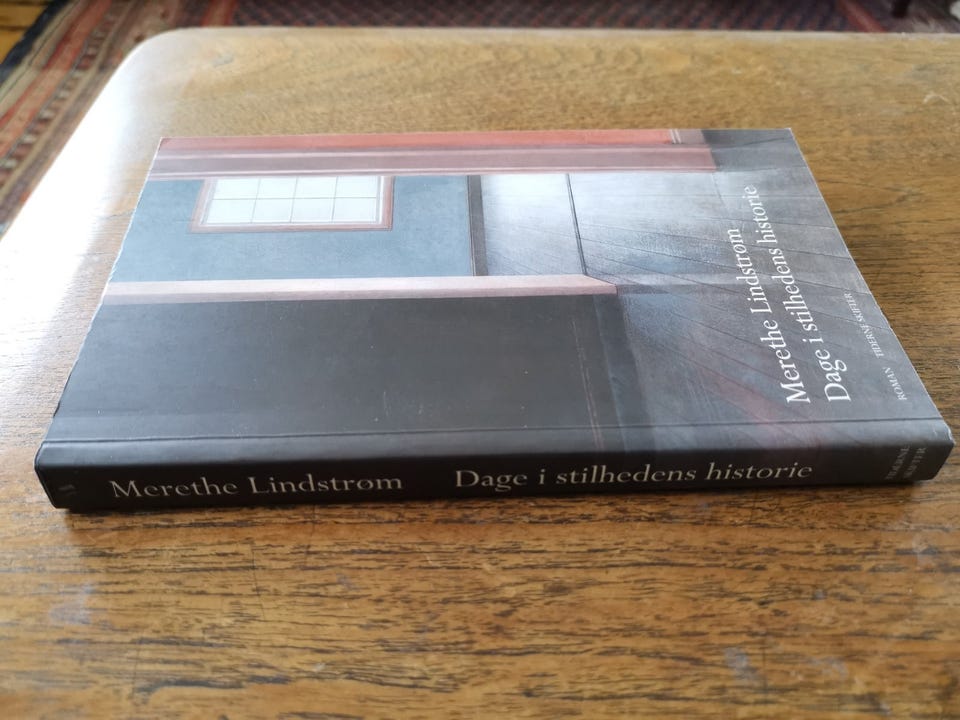 Merethe Lindstrøm
Dage i stilhedens historie
ROMAN TIDERNE SKIFTER
Merethe Lindstrøm Dage i stilhedens historie
TIDERNE
SKIFTER